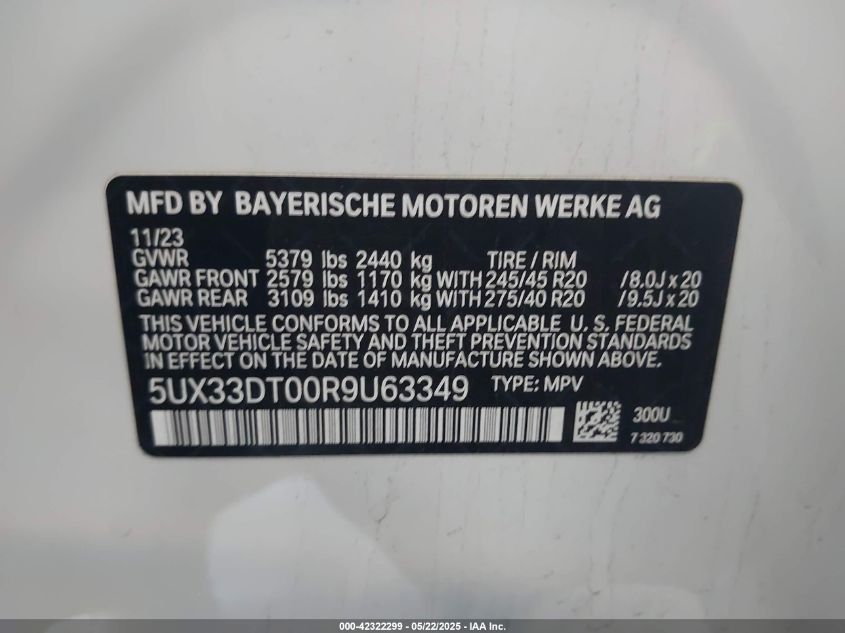 MFD BY BAYERISCHE MOTOREN WERKE AG
11/23
GVWR 5379 lbs 2440 kg TIRE / RIM
GAWR FRONT 2579 lbs 1170 kg WITH 245/45 R20 /8.0J x 20
GAWR REAR 3109 lbs 1410 kg WITH 275/40 R20 /9.5J x 20
THIS VEHICLE CONFORMS TO ALL APPLICABLE U. S. FEDERAL
MOTOR VEHICLE SAFETY AND THEFT PREVENTION STANDARDS
IN EFFECT ON THE DATE OF MANUFACTURE SHOWN ABOVE.
5UX33DT00R9U63349 TYPE: MPV
300U
7 320 730
000-42322299 - 05/22/2025 - IAA Inc.